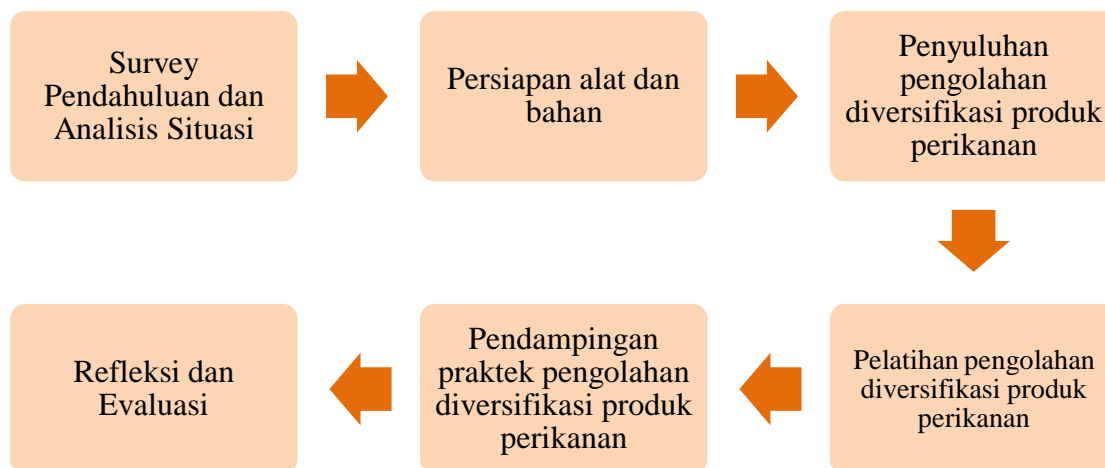 Survey
Pendahuluan dan
Analisis Situasi
Persiapan alat dan
bahan
Penyuluhan
pengolahan
diversifikasi produk
perikanan
Pelatihan pengolahan
diversifikasi produk
perikanan
Pendampingan
praktek pengolahan
diversifikasi produk
perikanan
Refleksi dan
Evaluasi